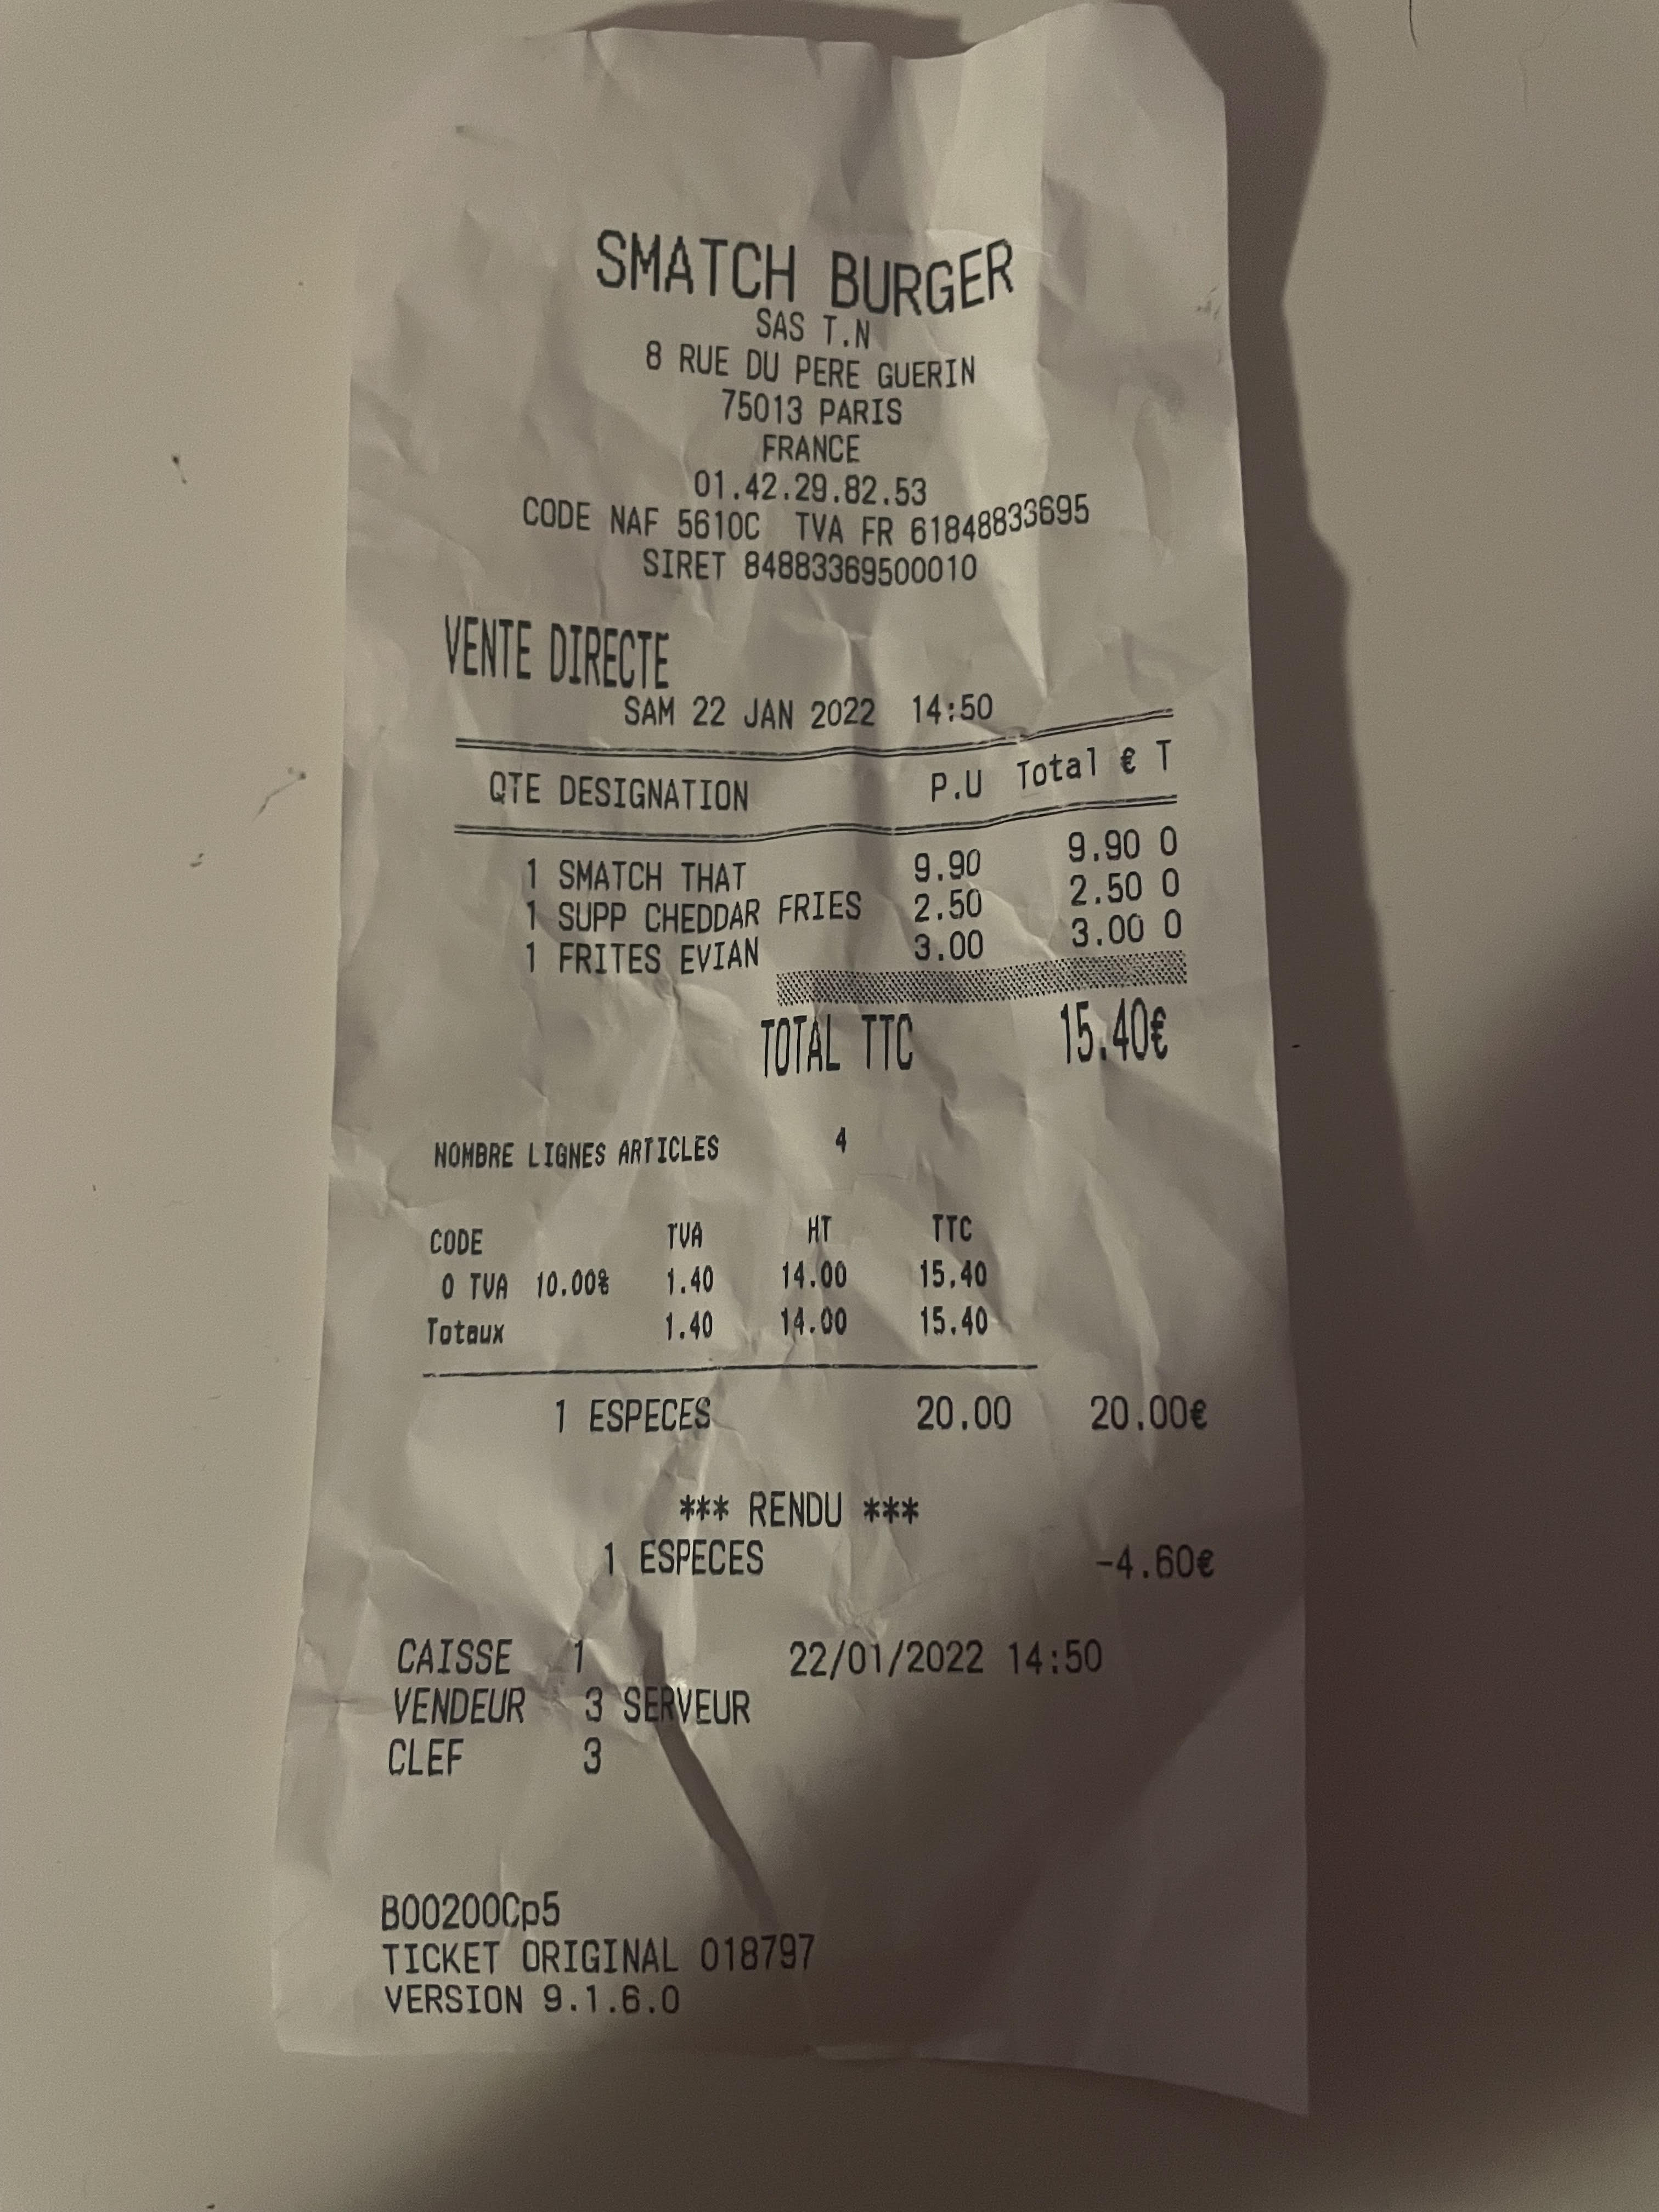 SMATCH BURGER
SAS T.N
8 RUE DU PERE GUERIN
75013 PARIS
FRANCE
01.42.29.82.53
CODE NAF 5610C TVA FR 61848833695
SIRET 84883369500010
VENTE DIRECTE
SAM 22 JAN 2022 14:50
QTE DESIGNATION P.U Total € T
1 SMATCH THAT 9.90 9.90 0
1 SUPP CHEDDAR FRIES 2.50 2.50 0
1 FRITES EVIAN 3.00 3.00 0
TOTAL TTC 15.40€
NOMBRE LIGNES ARTICLES 4
CODE TVA HT TTC
0 TVA 10.00% 1.40 14.00 15.40
Totaux 1.40 14.00 15.40
1 ESPECES 20.00 20.00€
*** RENDU ***
1 ESPECES -4.60€
CAISSE 1 22/01/2022 14:50
VENDEUR 3 SERVEUR
CLEF 3
B00200Cp5
TICKET ORIGINAL 018797
VERSION 9.1.6.0